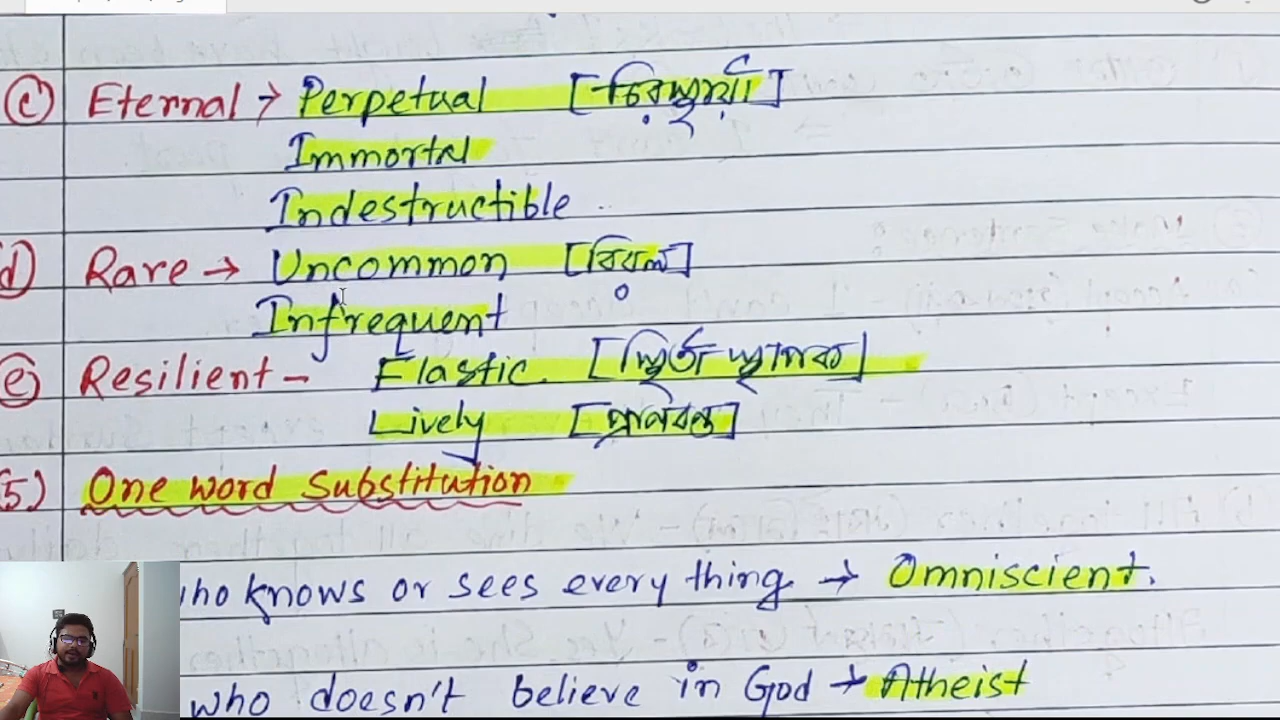 (c) Eternal → Perpetual [চিরস্থায়ী]
Immortal
Indestructible
d) Rare → Uncommon [বিরল]
Infrequent
(e) Resilient - Elastic. [স্থিতিস্থাপক]
Lively [প্রাণবন্ত]
(5) One word Substitution
who knows or sees every thing → Omniscient.
who doesn't believe in God → Atheist